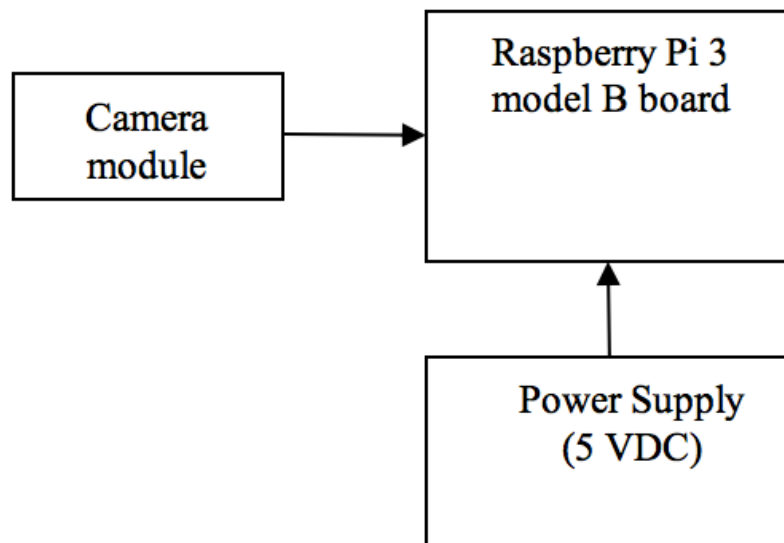 Raspberry Pi 3
model B board
Camera
module
Power Supply
(5 VDC)